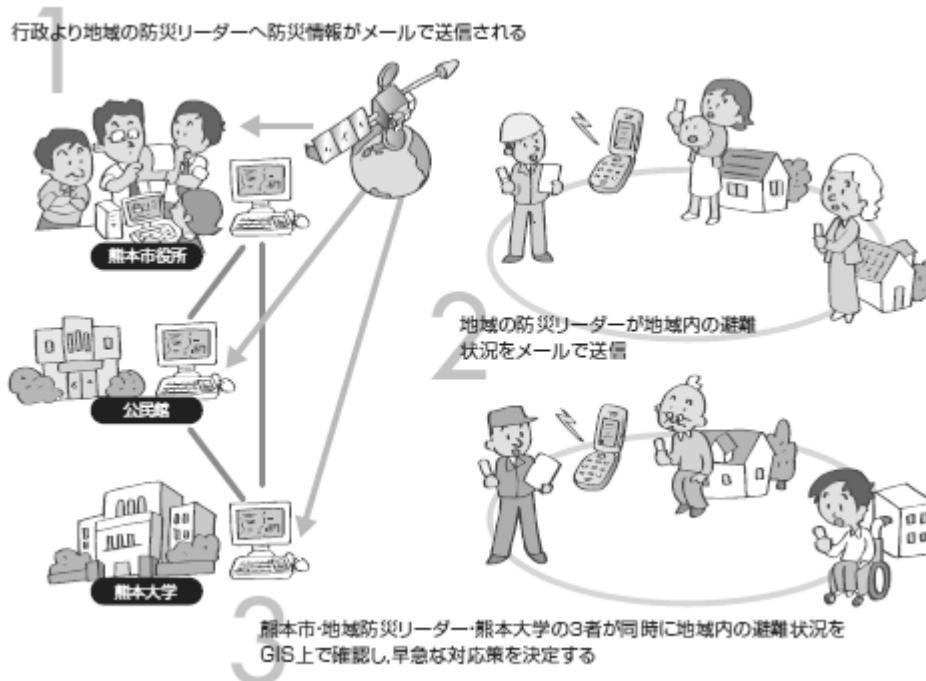 1
行政より地域の防災リーダーへ防災情報がメールで送信される
熊本市役所
公民館
熊本大学
2
地域の防災リーダーが地域内の避難
状況をメールで送信
3
熊本市・地域防災リーダー・熊本大学の3者が同時に地域内の避難状況を
GIS上で確認し,早急な対応策を決定する